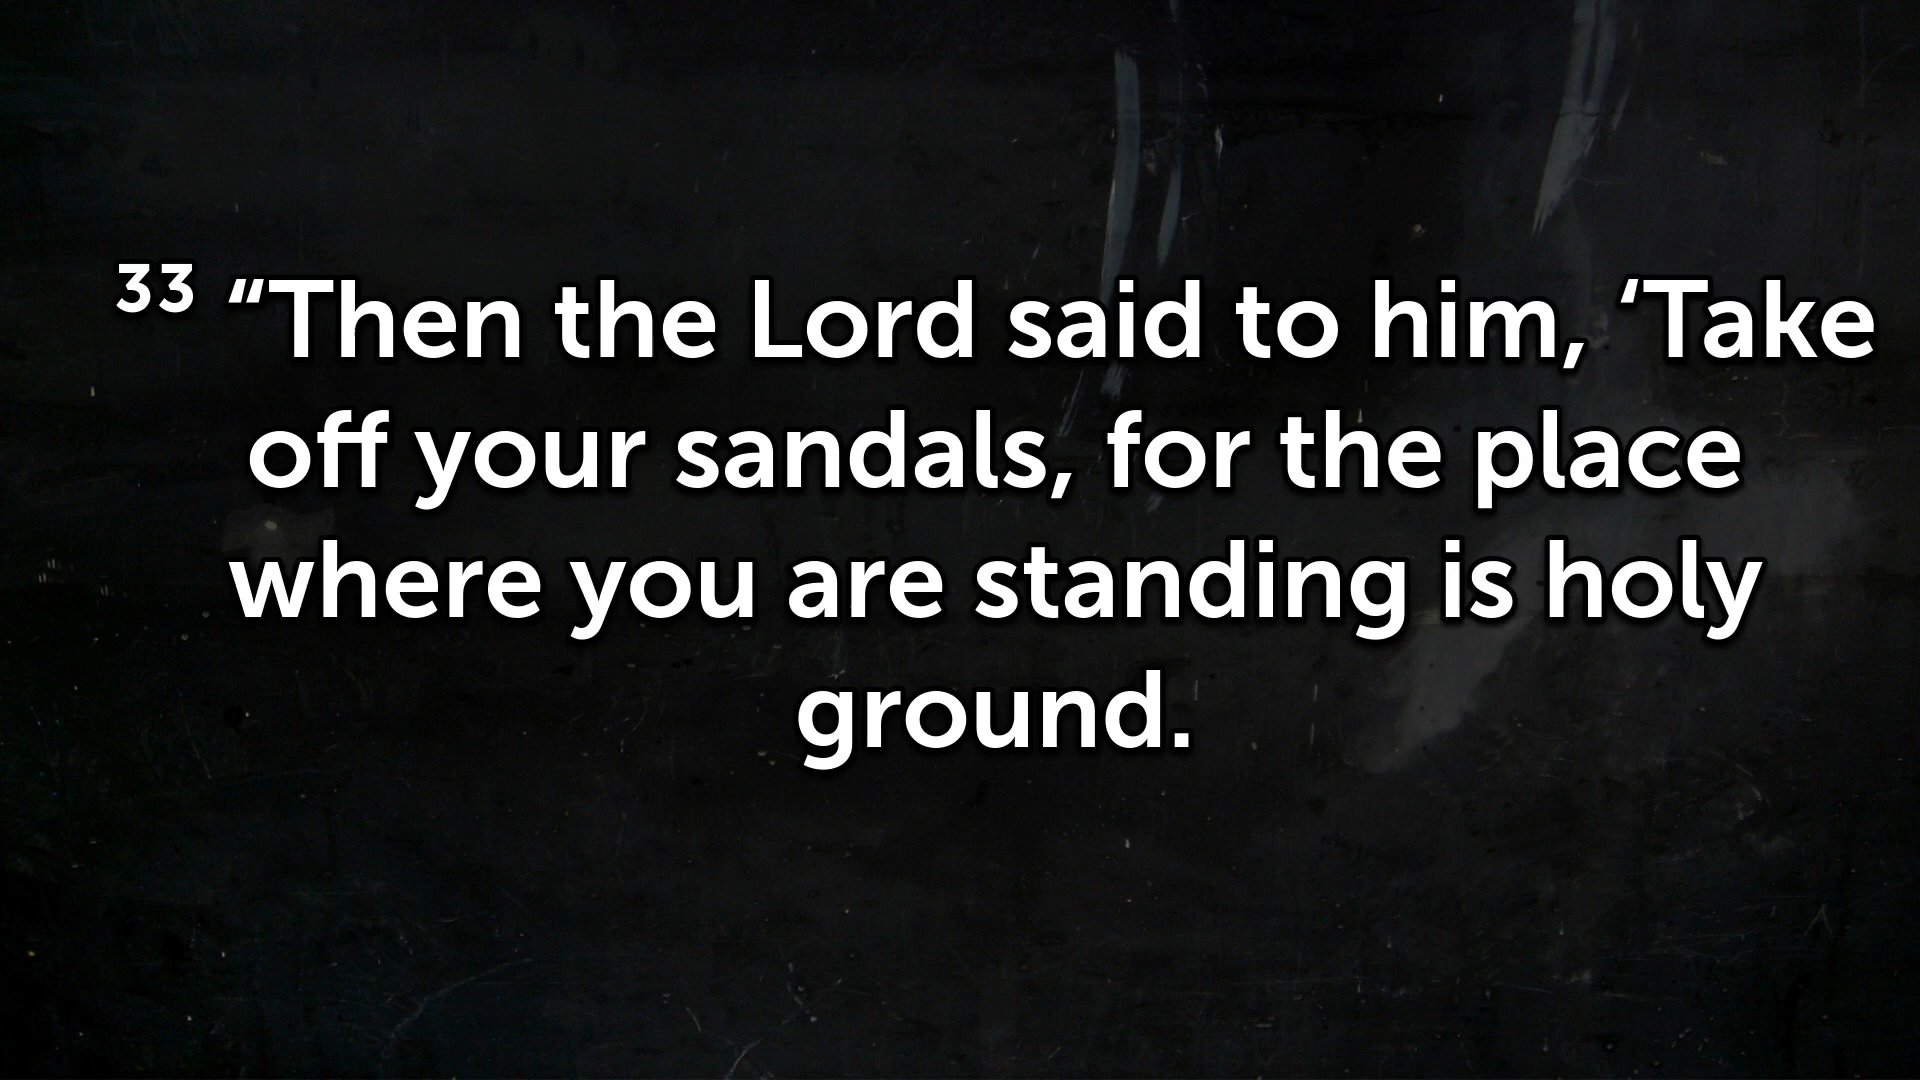 33 “Then the Lord said to him, ‘Take
off your sandals, for the place
where you are standing is holy
ground.